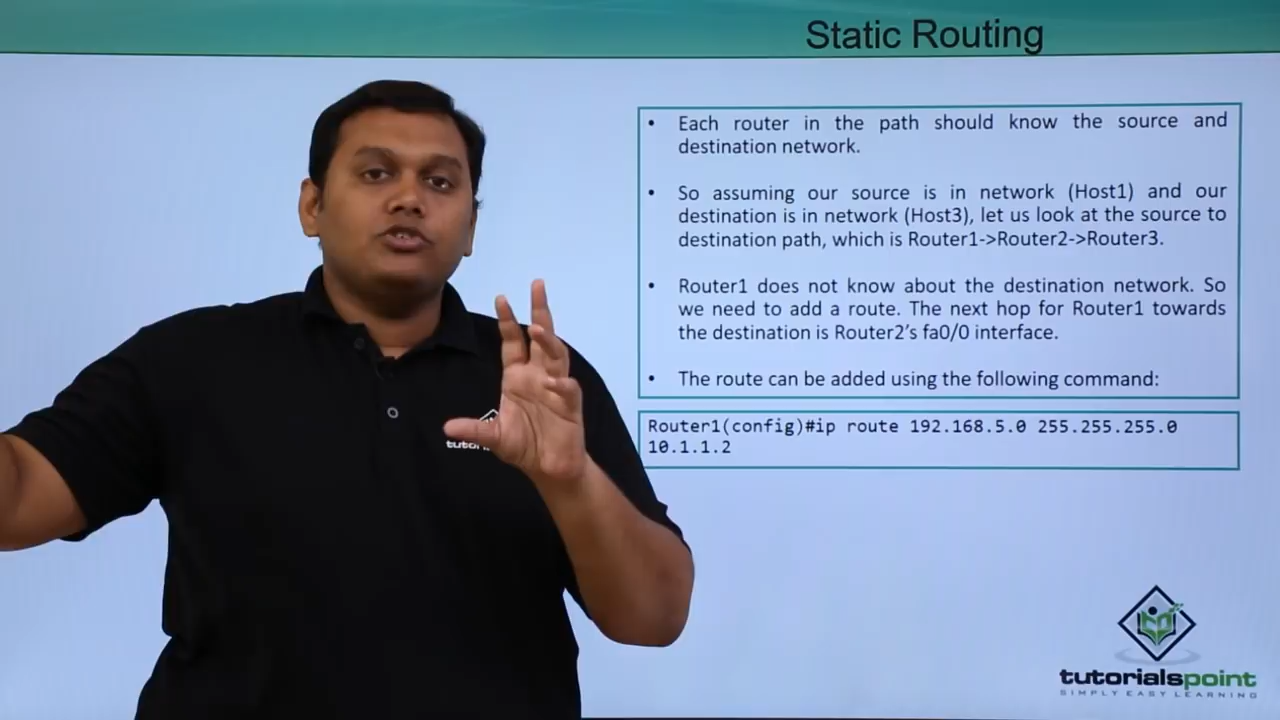 Static Routing
• Each router in the path should know the source and
destination network.
• So assuming our source is in network (Host1) and our
destination is in network (Host3), let us look at the source to
destination path, which is Router1->Router2->Router3.
• Router1 does not know about the destination network. So
we need to add a route. The next hop for Router1 towards
the destination is Router2’s fa0/0 interface.
• The route can be added using the following command:
Router1(config)#ip route 192.168.5.0 255.255.255.0
10.1.1.2
tutorialspoint
SIMPLY EASY LEARNING